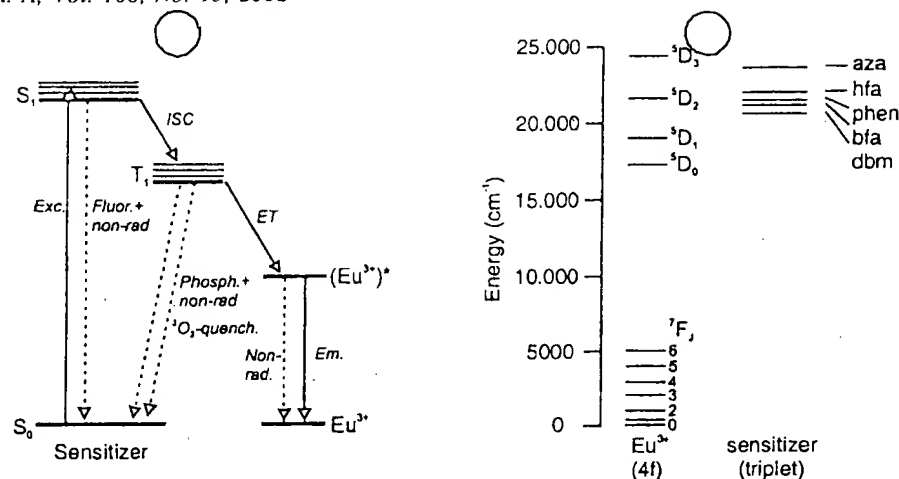 S₁
ISC
T₁
Exc.
Fluor.+
non-rad
ET
Phosph.+
non-rad
³O₂-quench.
(Eu³⁺)*
Non-
rad.
Em.
S₀
Eu³⁺
Sensitizer
Energy (cm⁻¹)
25.000
20.000
15.000
10.000
5000
0
⁵D₃
⁵D₂
⁵D₁
⁵D₀
⁷F_J
6
5
4
3
2
0
Eu³⁺
(4f)
aza
hfa
phen
bfa
dbm
sensitizer
(triplet)